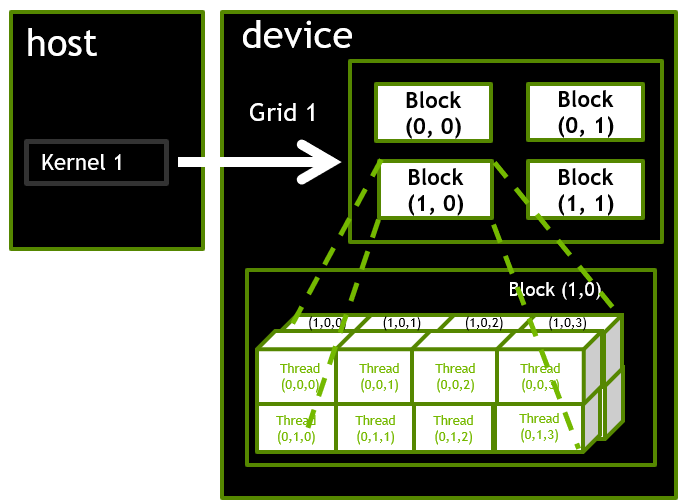 host
device
Grid 1
Kernel 1
Block
(0, 0)
Block
(0, 1)
Block
(1, 0)
Block
(1, 1)
Block (1,0)
(1,0,0)
(1,0,1)
(1,0,2)
(1,0,3)
Thread
(0,0,0)
Thread
(0,0,1)
Thread
(0,0,2)
Thread
(0,0,3)
Thread
(0,1,0)
Thread
(0,1,1)
Thread
(0,1,2)
Thread
(0,1,3)